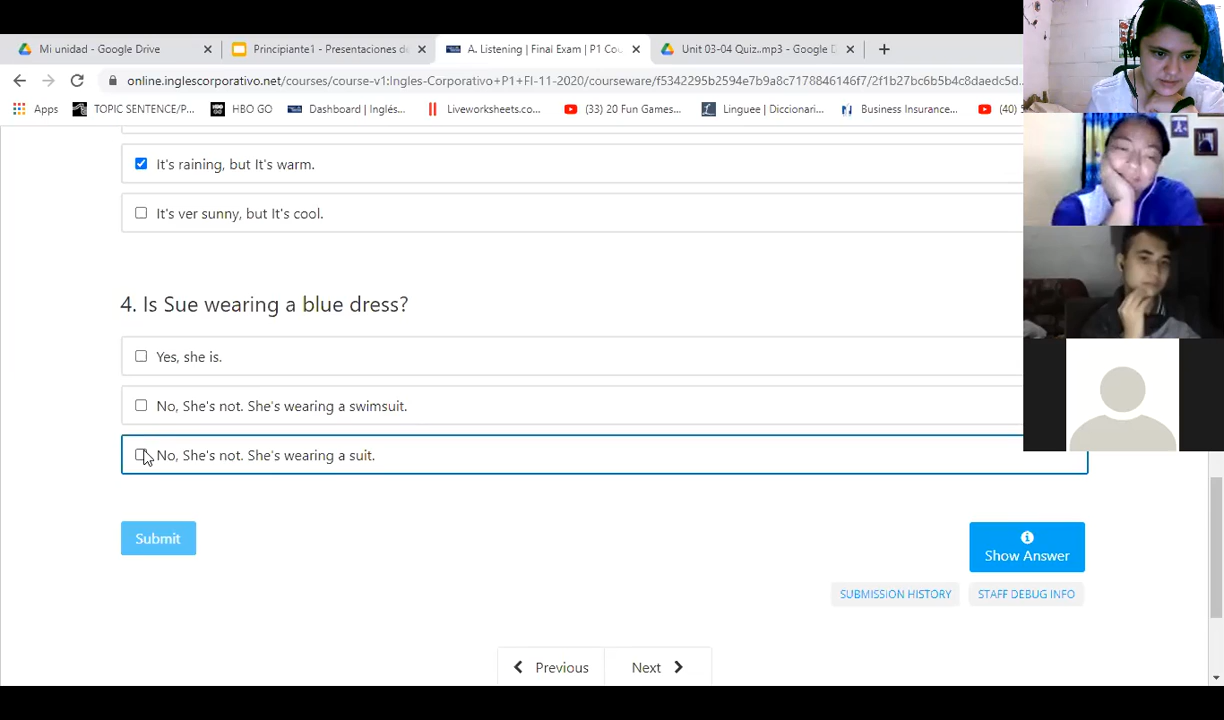 Mi unidad - Google Drive
Principiante1 - Presentaciones de
A. Listening | Final Exam | P1 Cou
Unit 03-04 Quiz..mp3 - Google D
online.inglescorporativo.net/courses/course-v1:Ingles-Corporativo+P1+FI-11-2020/courseware/f5342295b2594e7b9a8c7178846146f7/2f1b27bc6b5b4c8daedc5d...
Apps
TOPIC SENTENCE/P...
HBO GO
Dashboard | Inglés...
Liveworksheets.co...
(33) 20 Fun Games...
Linguee | Diccionari...
Business Insurance...
(40) S
It's raining, but It's warm.
It's ver sunny, but It's cool.
4. Is Sue wearing a blue dress?
Yes, she is.
No, She's not. She's wearing a swimsuit.
No, She's not. She's wearing a suit.
Submit
Show Answer
SUBMISSION HISTORY
STAFF DEBUG INFO
Previous
Next